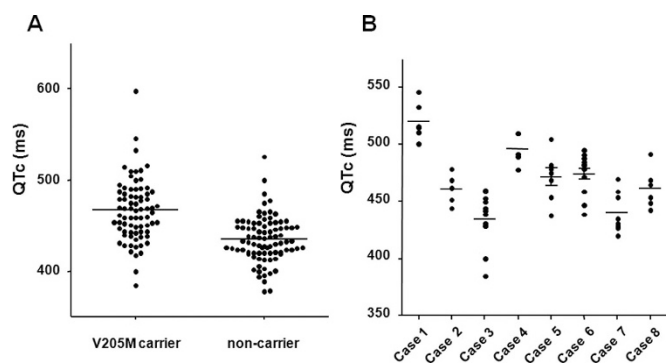 A
QTc (ms)
600
500
400
V205M carrier
non-carrier
B
QTc (ms)
550
500
450
400
350
Case 1
Case 2
Case 3
Case 4
Case 5
Case 6
Case 7
Case 8